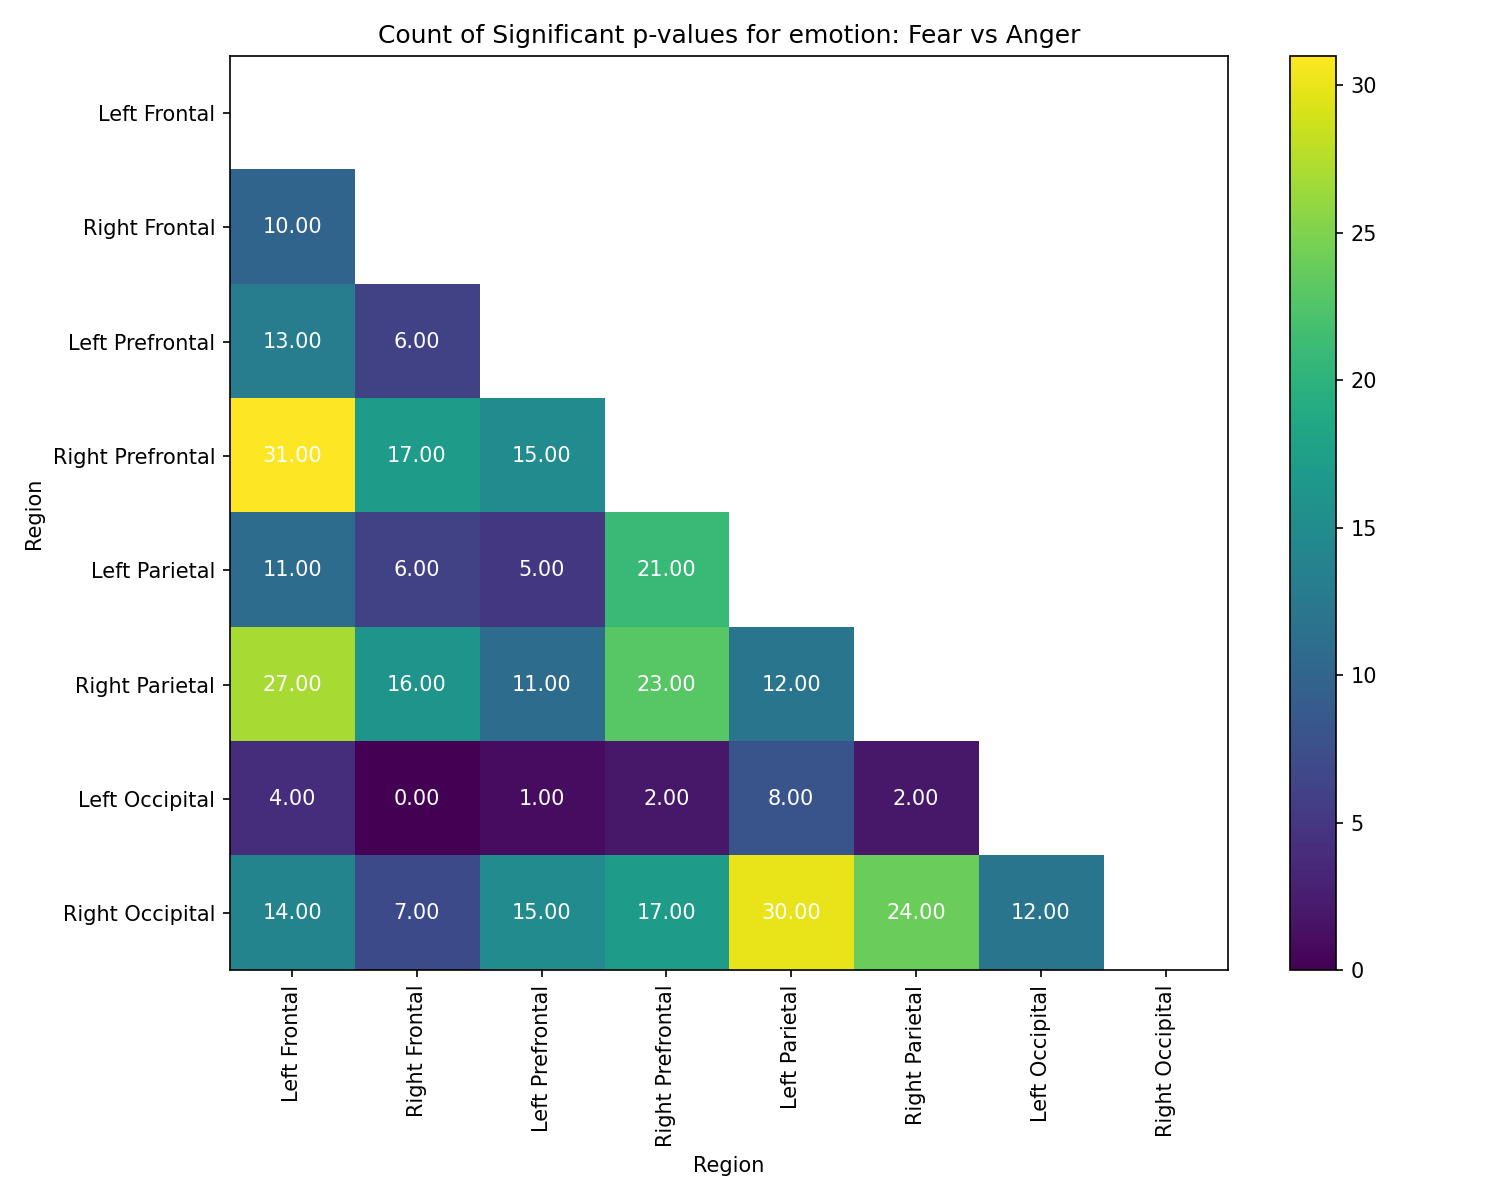 Count of Significant p-values for emotion: Fear vs Anger
Region
Left Frontal
Right Frontal 10.00
Left Prefrontal 13.00 6.00
Right Prefrontal 31.00 17.00 15.00
Left Parietal 11.00 6.00 5.00 21.00
Right Parietal 27.00 16.00 11.00 23.00 12.00
Left Occipital 4.00 0.00 1.00 2.00 8.00 2.00
Right Occipital 14.00 7.00 15.00 17.00 30.00 24.00 12.00
Left Frontal
Right Frontal
Left Prefrontal
Right Prefrontal
Left Parietal
Right Parietal
Left Occipital
Right Occipital
Region
30
25
20
15
10
5
0